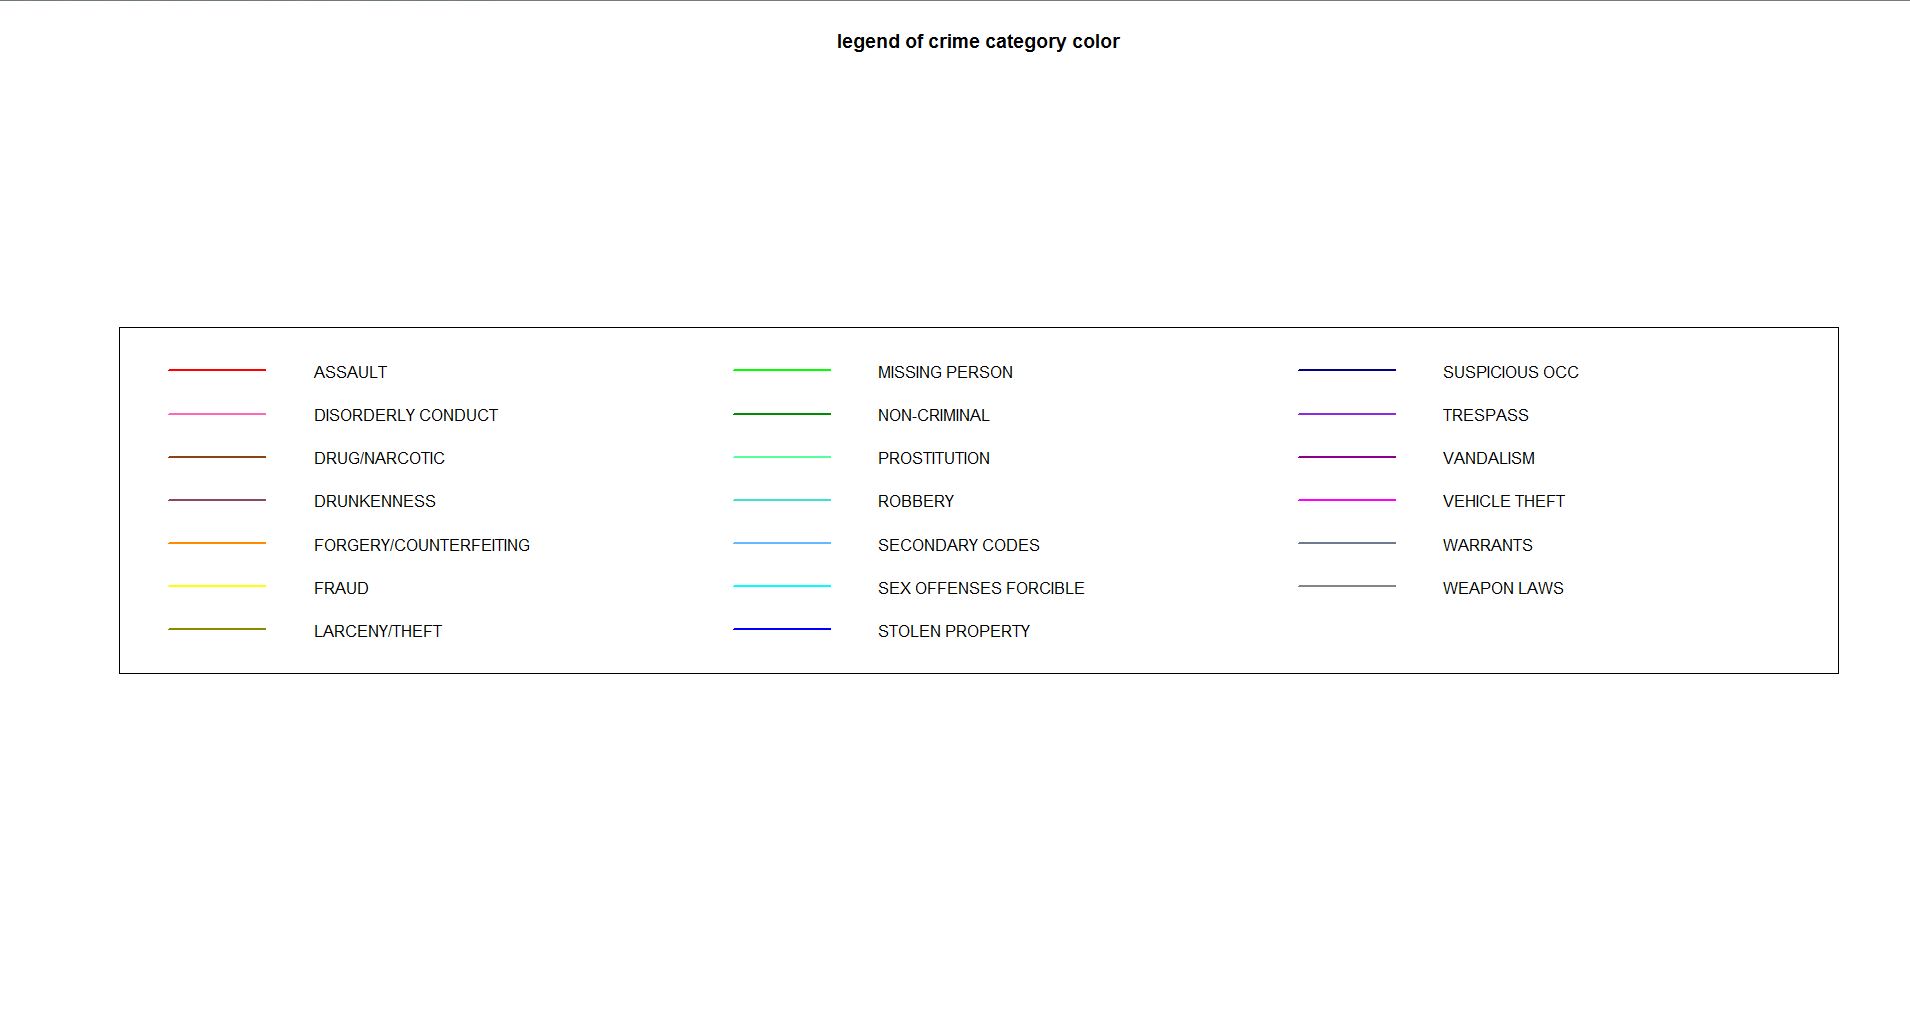 legend of crime category color
ASSAULT
DISORDERLY CONDUCT
DRUG/NARCOTIC
DRUNKENNESS
FORGERY/COUNTERFEITING
FRAUD
LARCENY/THEFT
MISSING PERSON
NON-CRIMINAL
PROSTITUTION
ROBBERY
SECONDARY CODES
SEX OFFENSES FORCIBLE
STOLEN PROPERTY
SUSPICIOUS OCC
TRESPASS
VANDALISM
VEHICLE THEFT
WARRANTS
WEAPON LAWS